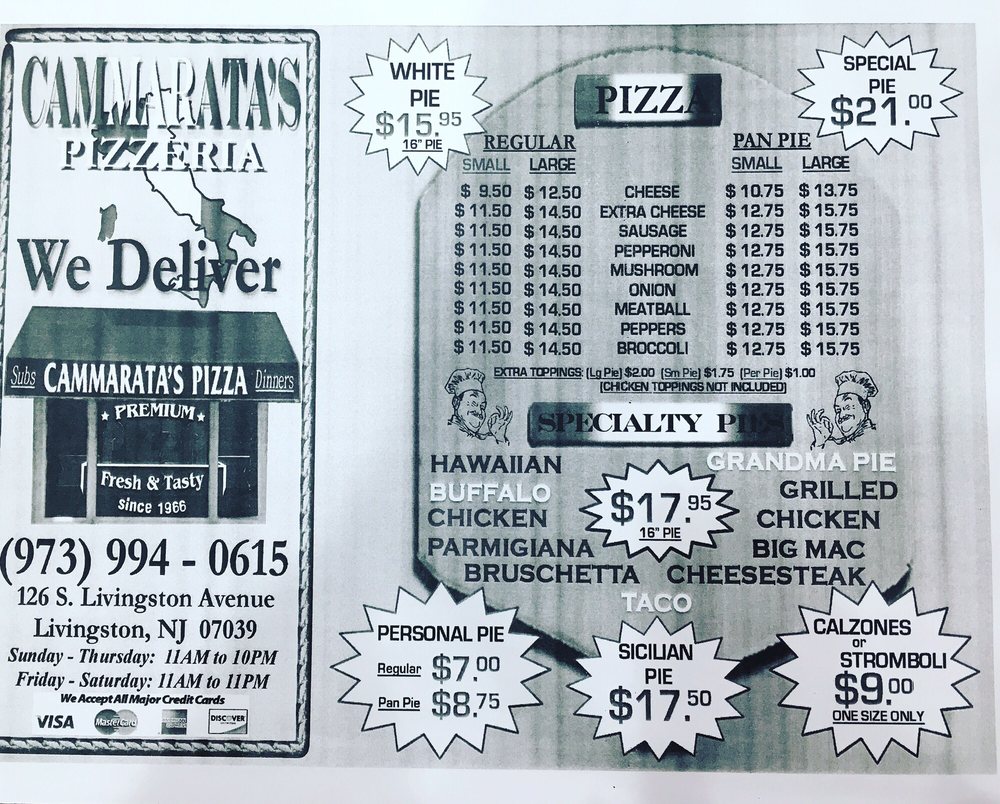 CAMMARATA'S
PIZZERIA
We Deliver
Subs CAMMARATA'S PIZZA Dinners
★ PREMIUM ★
Fresh & Tasty
since 1966
(973) 994 - 0615
126 S. Livingston Avenue
Livingston, NJ 07039
Sunday - Thursday: 11AM to 10PM
Friday - Saturday: 11AM to 11PM
We Accept All Major Credit Cards
VISA MasterCard DISCOVER
WHITE
PIE
$15.95
16" PIE
PIZZA
SPECIAL
PIE
$21.00
REGULAR PAN PIE
SMALL LARGE SMALL LARGE
$ 9.50 $ 12.50 CHEESE $ 10.75 $ 13.75
$ 11.50 $ 14.50 EXTRA CHEESE $ 12.75 $ 15.75
$ 11.50 $ 14.50 SAUSAGE $ 12.75 $ 15.75
$ 11.50 $ 14.50 PEPPERONI $ 12.75 $ 15.75
$ 11.50 $ 14.50 MUSHROOM $ 12.75 $ 15.75
$ 11.50 $ 14.50 ONION $ 12.75 $ 15.75
$ 11.50 $ 14.50 MEATBALL $ 12.75 $ 15.75
$ 11.50 $ 14.50 PEPPERS $ 12.75 $ 15.75
$ 11.50 $ 14.50 BROCCOLI $ 12.75 $ 15.75
EXTRA TOPPINGS: (Lg Pie) $2.00 (Sm Pie) $1.75 (Per Pie) $1.00
(CHICKEN TOPPINGS NOT INCLUDED)
SPECIALTY PIES
HAWAIIAN
BUFFALO
CHICKEN
PARMIGIANA
BRUSCHETTA
$17.95
16" PIE
GRANDMA PIE
GRILLED
CHICKEN
BIG MAC
CHEESESTEAK
TACO
PERSONAL PIE
Regular $7.00
Pan Pie $8.75
SICILIAN
PIE
$17.50
CALZONES
or
STROMBOLI
$9.00
ONE SIZE ONLY